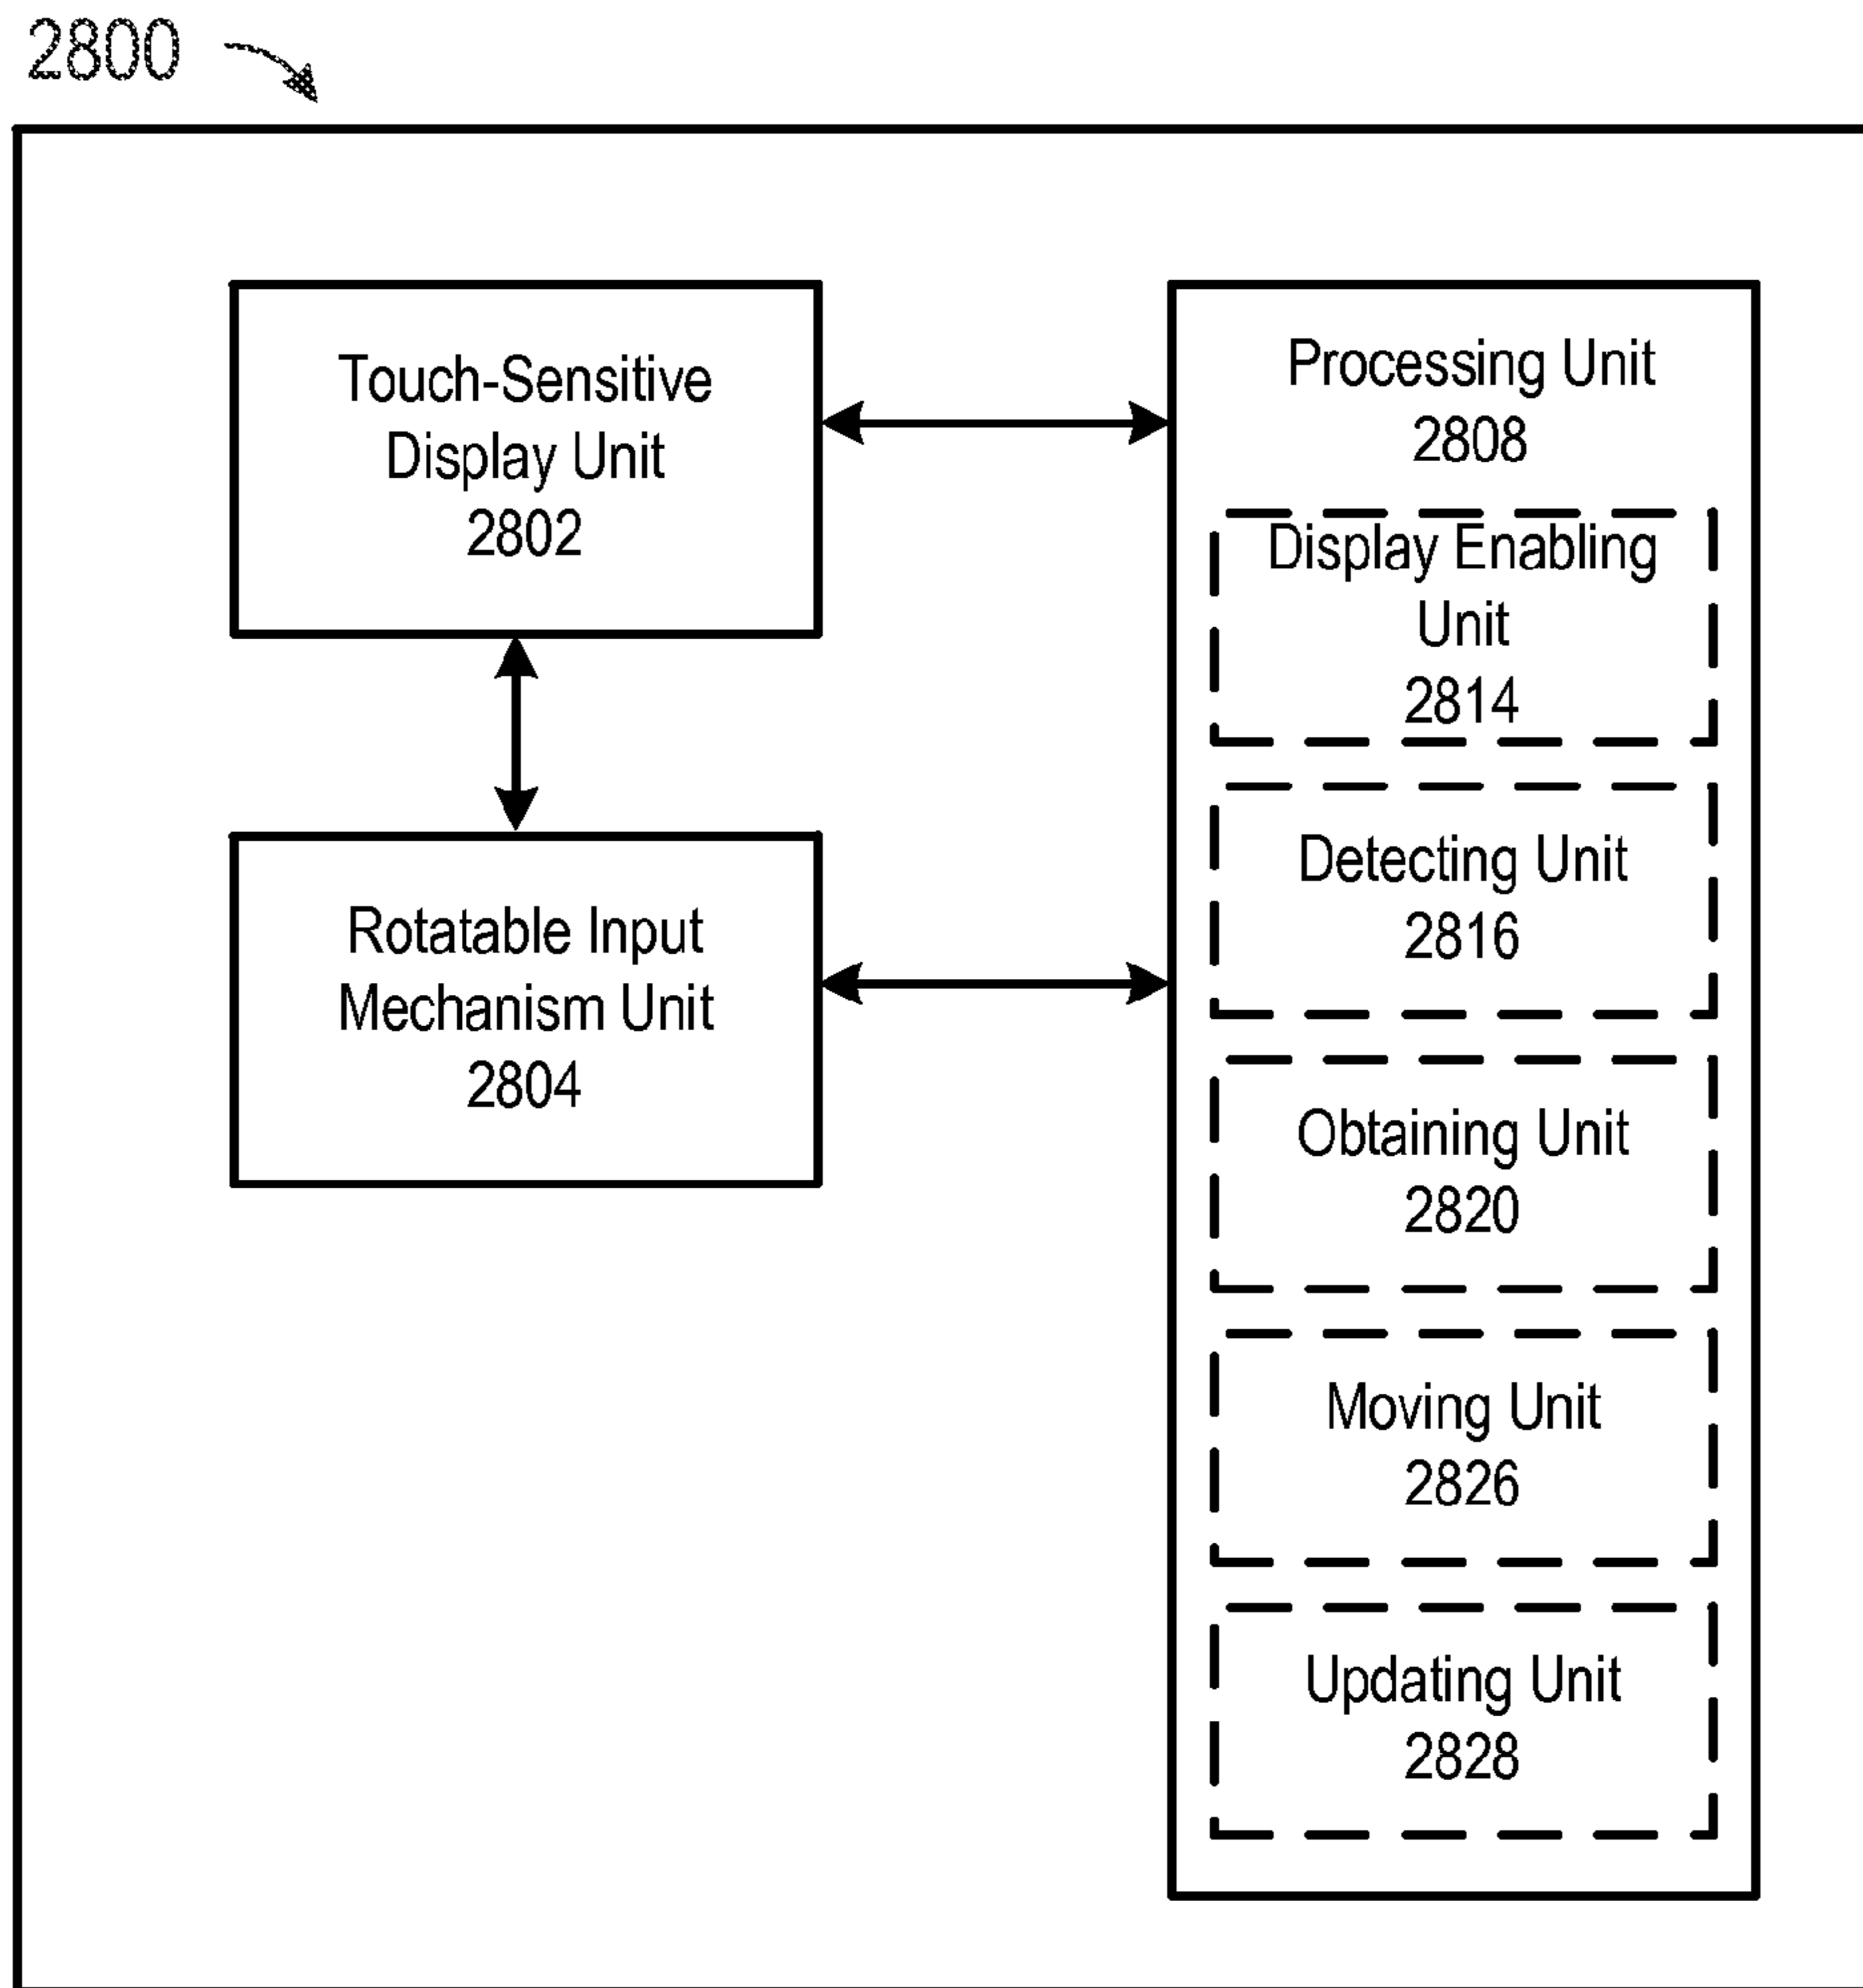 2800
Touch-Sensitive
Display Unit
2802
Rotatable Input
Mechanism Unit
2804
Processing Unit
2808
Display Enabling
Unit
2814
Detecting Unit
2816
Obtaining Unit
2820
Moving Unit
2826
Updating Unit
2828